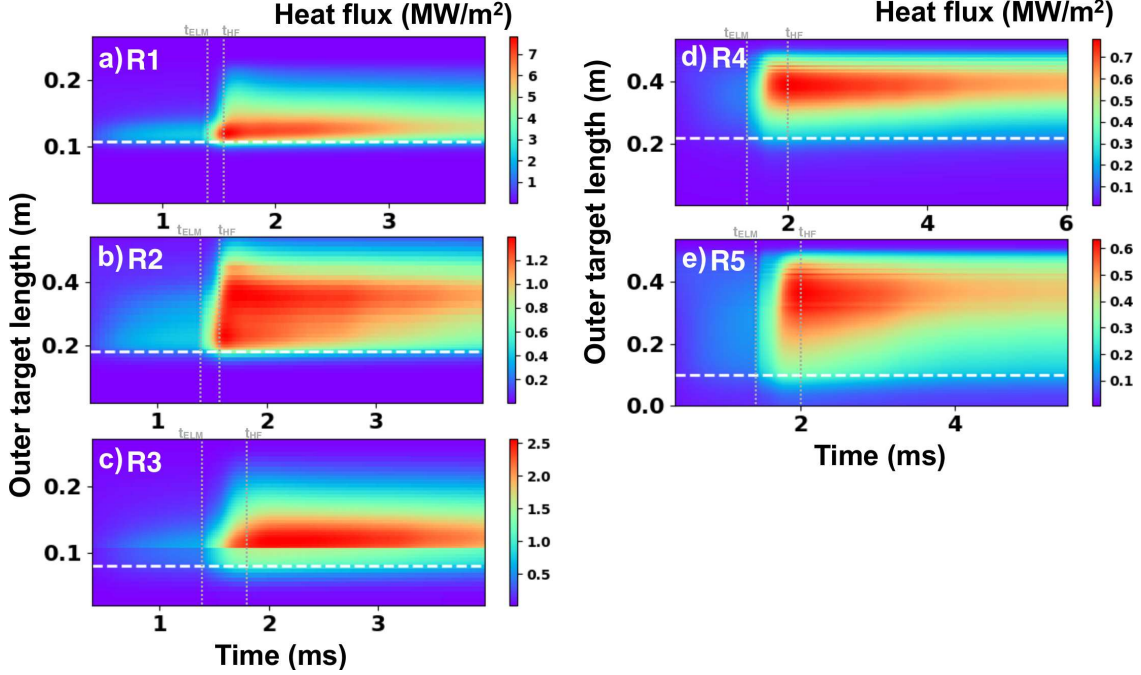 Heat flux (MW/m²)
Heat flux (MW/m²)
Outer target length (m)
Outer target length (m)
a) R1
t_ELM t_HF
0.2
0.1
1 2 3
7
6
5
4
3
2
1
b) R2
t_ELM t_HF
0.4
0.2
1 2 3
1.2
1.0
0.8
0.6
0.4
0.2
c) R3
t_ELM t_HF
0.2
0.1
1 2 3
2.5
2.0
1.5
1.0
0.5
Time (ms)
d) R4
t_ELM t_HF
0.4
0.2
2 4 6
0.7
0.6
0.5
0.4
0.3
0.2
0.1
e) R5
t_ELM t_HF
0.4
0.2
0.0
2 4
0.6
0.5
0.4
0.3
0.2
0.1
Time (ms)